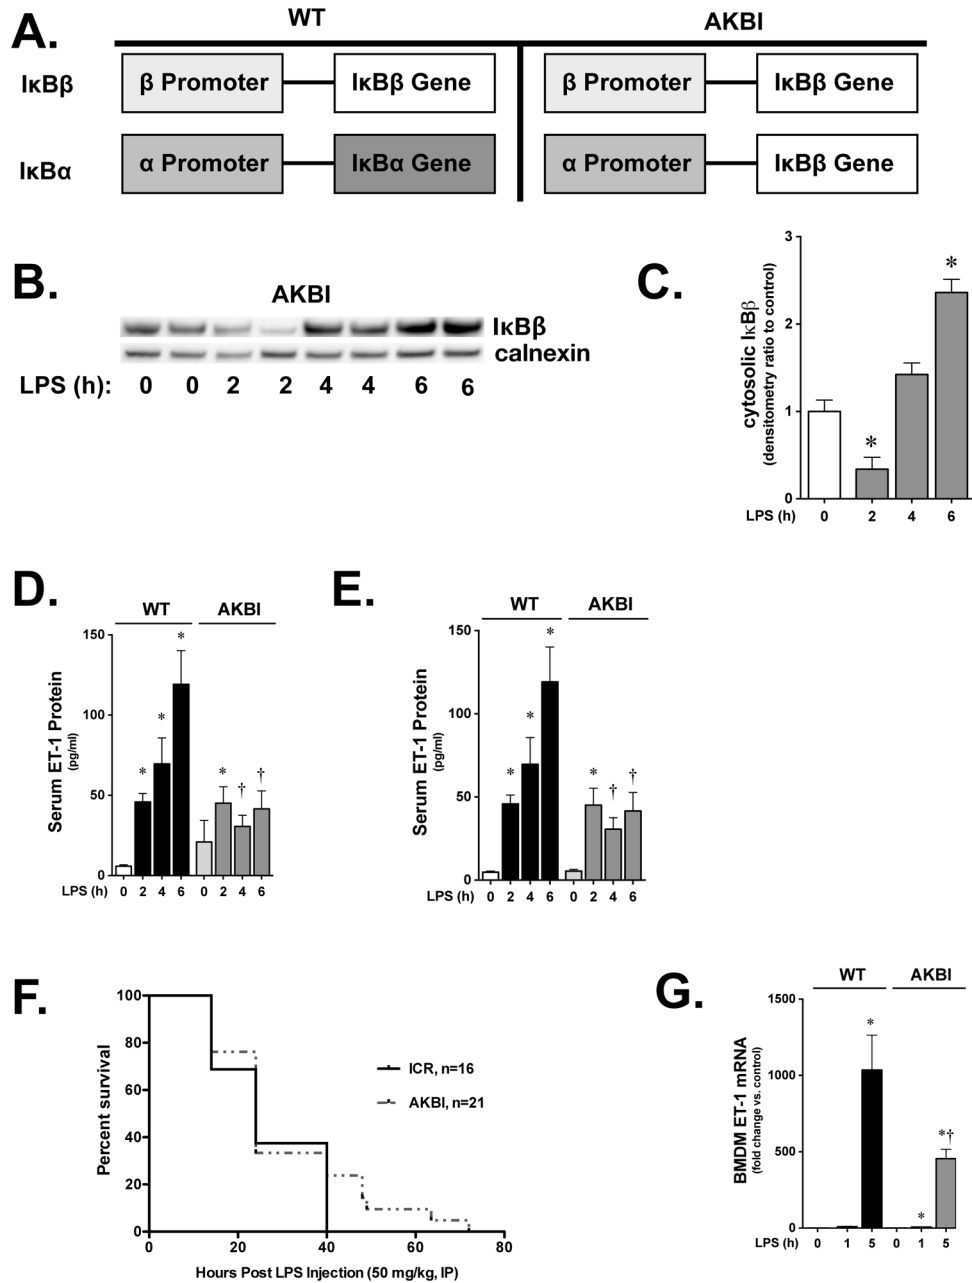 A.
WT AKBI
IκBβ β Promoter IκBβ Gene β Promoter IκBβ Gene
IκBα α Promoter IκBα Gene α Promoter IκBβ Gene
B.
AKBI
IκBβ
calnexin
LPS (h): 0 0 2 2 4 4 6 6
C.
cytosolic IκBβ
(densitometry ratio to control)
3
2
1
0
*
*
LPS (h) 0 2 4 6
D.
WT AKBI
Serum ET-1 Protein
(pg/ml)
150
100
50
0
* * * * † †
LPS (h) 0 2 4 6 0 2 4 6
E.
WT AKBI
Serum ET-1 Protein
(pg/ml)
150
100
50
0
* * * * † †
LPS (h) 0 2 4 6 0 2 4 6
F.
Percent survival
100
80
60
40
20
0
ICR, n=16
AKBI, n=21
0 20 40 60 80
Hours Post LPS Injection (50 mg/kg, IP)
G.
WT AKBI
BMDM ET-1 mRNA
(fold change vs. control)
1500
1000
500
0
* * *†
LPS (h) 0 1 5 0 1 5